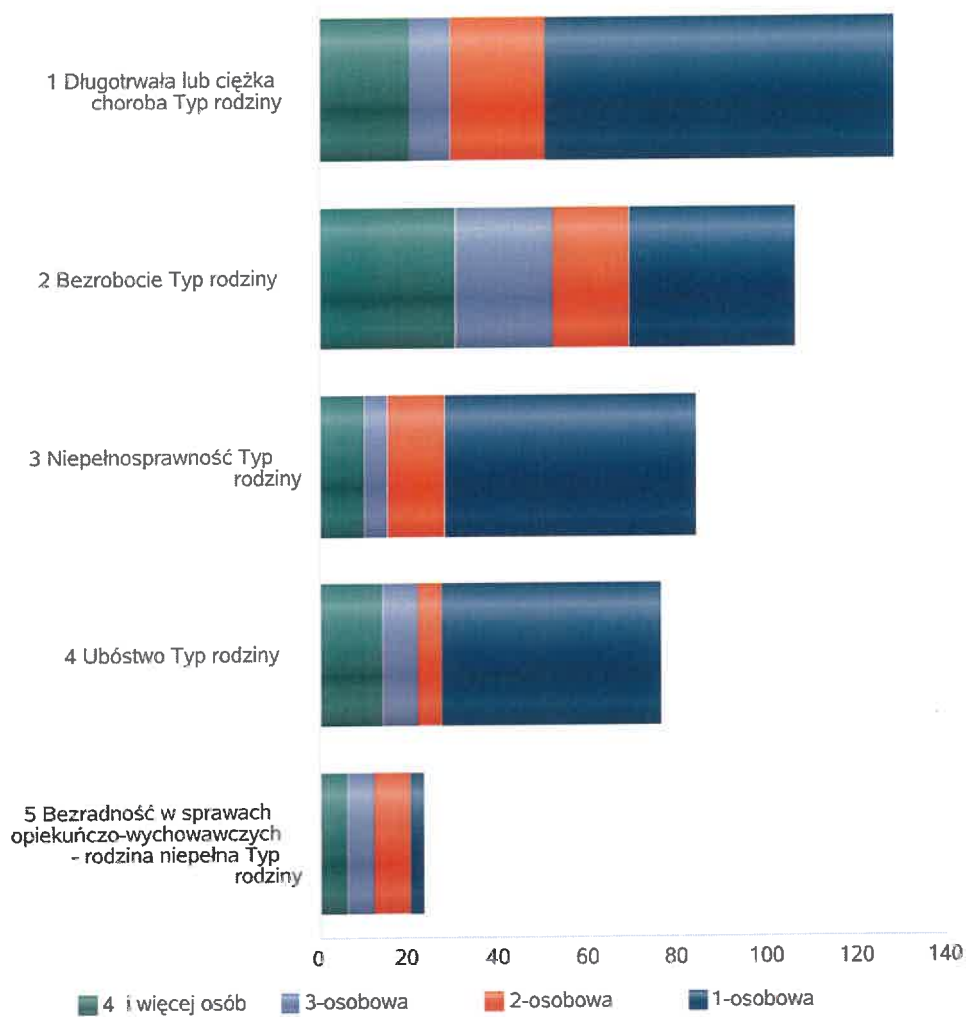 1 Długotrwała lub ciężka
choroba Typ rodziny
2 Bezrobocie Typ rodziny
3 Niepełnosprawność Typ
rodziny
4 Ubóstwo Typ rodziny
5 Bezradność w sprawach
opiekuńczo-wychowawczych
- rodzina niepełna Typ
rodziny
0 20 40 60 80 100 120 140
4 i więcej osób 3-osobowa 2-osobowa 1-osobowa